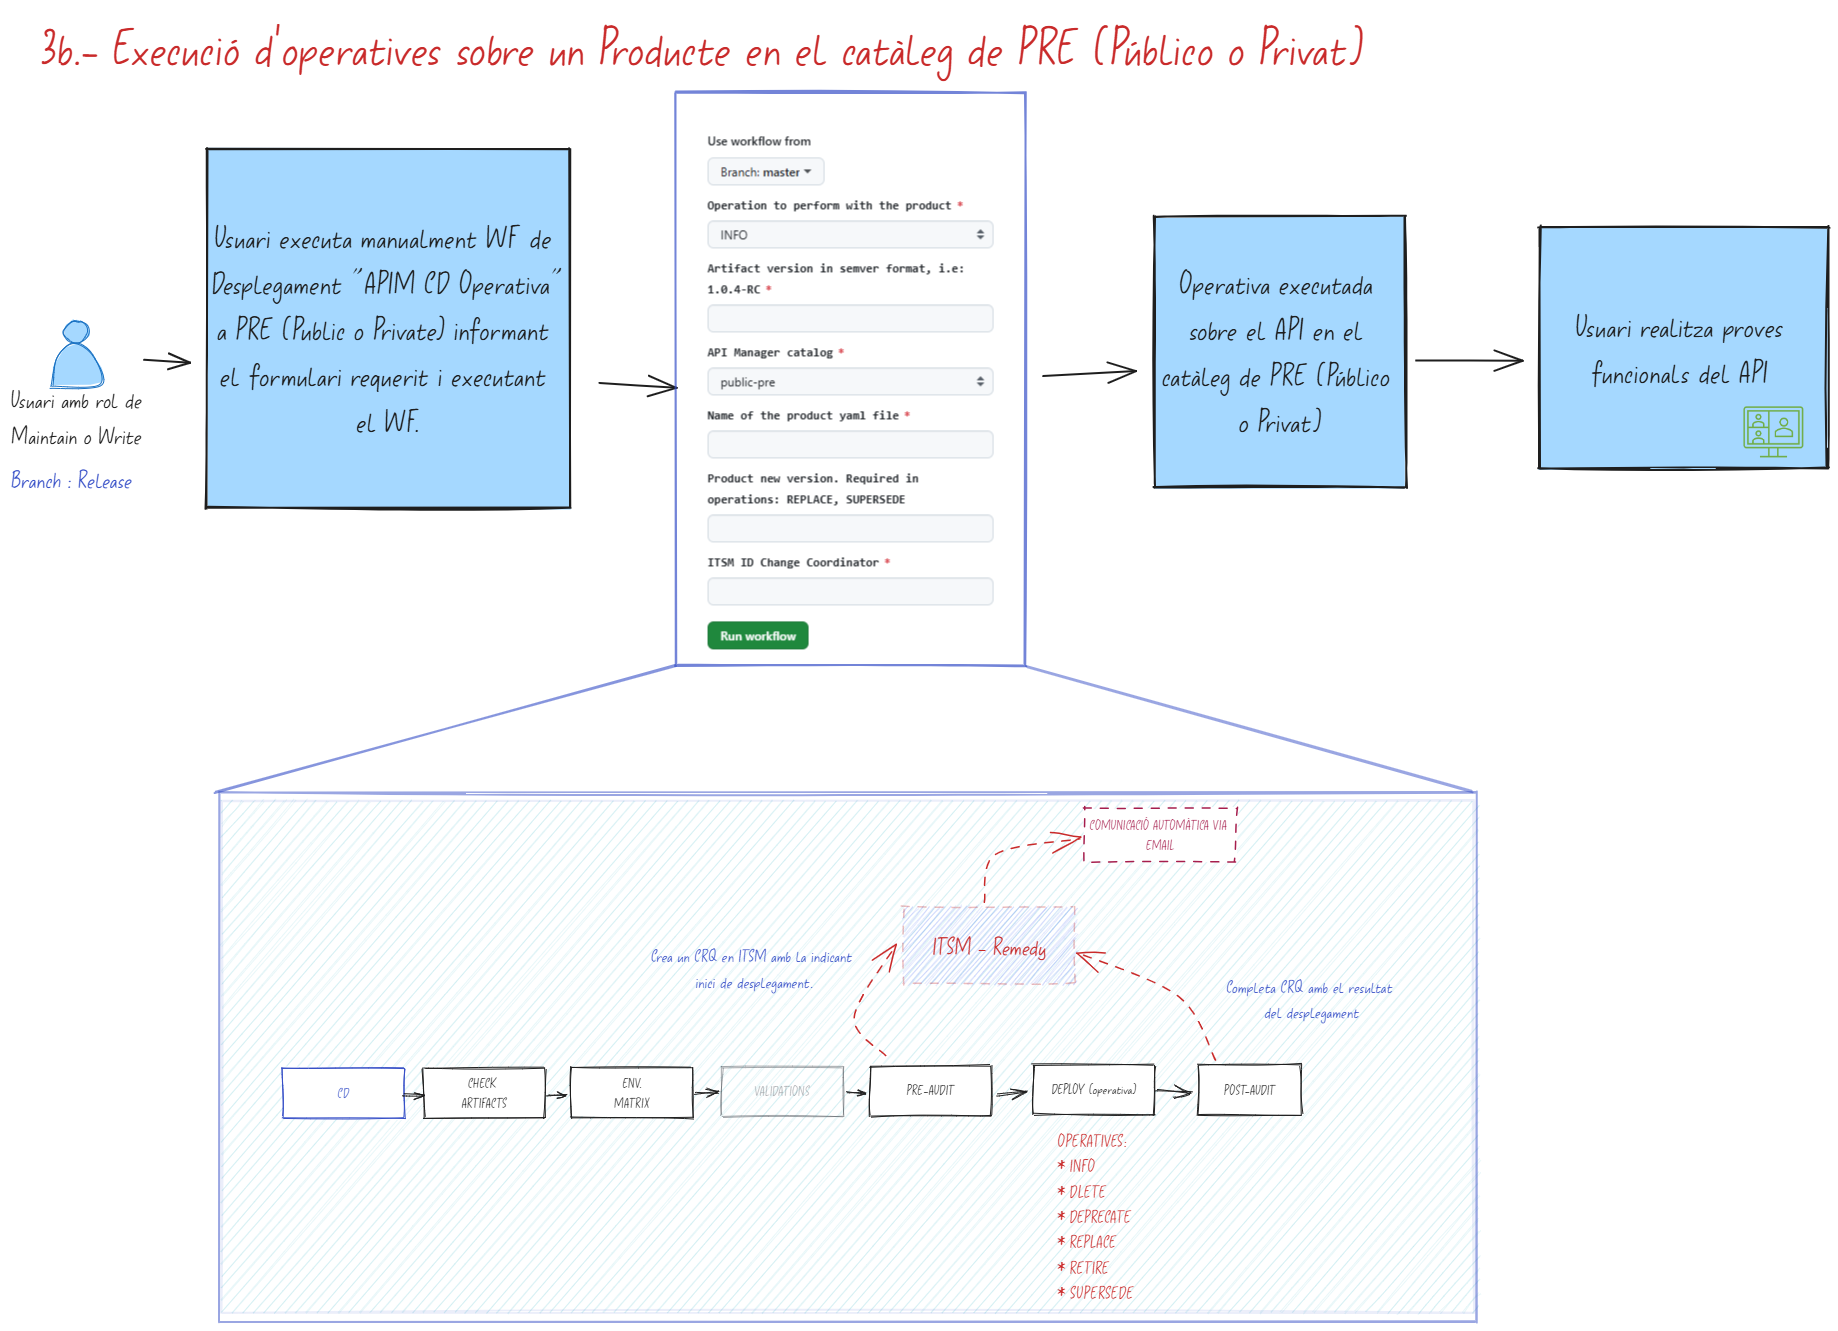 3b.- Execució d'operatives sobre un Producte en el catàleg de PRE (Público o Privat)
Usuari amb rol de
Maintain o Write
Branch : Release
Usuari executa manualment WF de
Desplegament "APIM CD Operativa"
a PRE (Public o Private) informant
el formulari requerit i executant
el WF.
Use workflow from
Branch: master
Operation to perform with the product *
INFO
Artifact version in semver format, i.e:
1.0.4-RC *
API Manager catalog *
public-pre
Name of the product yaml file *
Product new version. Required in
operations: REPLACE, SUPERSEDE
ITSM ID Change Coordinator *
Run workflow
Operativa executada
sobre el API en el
catàleg de PRE (Público
o Privat)
Usuari realitza proves
funcionals del API
COMUNICACIÓ AUTOMÀTICA VIA
EMAIL
ITSM - Remedy
Crea un CRQ en ITSM amb la indicant
inici de desplegament.
Completa CRQ amb el resultat
del desplegament
CD
CHECK
ARTIFACTS
ENV.
MATRIX
VALIDATIONS
PRE-AUDIT
DEPLOY (operativa)
POST-AUDIT
OPERATIVES:
* INFO
* DLETE
* DEPRECATE
* REPLACE
* RETIRE
* SUPERSEDE